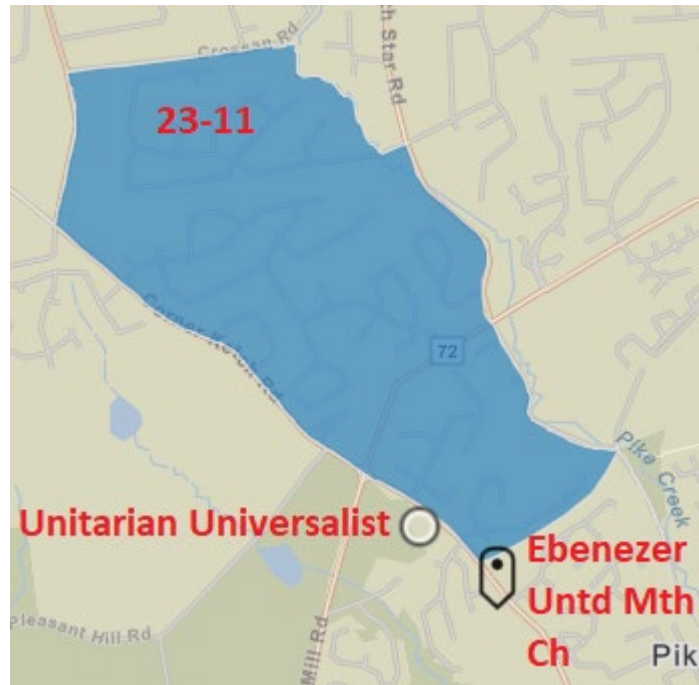 Crossan Rd
ch Star Rd
23-11
72
Corner Ketch Rd
Pike Creek
Unitarian Universalist
Ebenezer
Untd Mth
Ch
Pleasant Hill Rd
Mill Rd
Pik